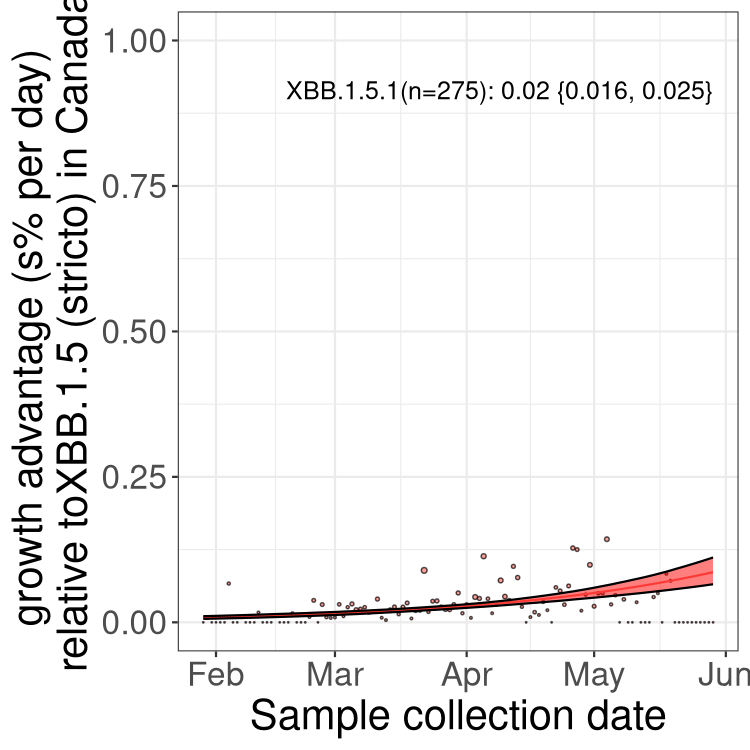 growth advantage (s% per day)
relative toXBB.1.5 (stricto) in Canada
1.00
0.75
0.50
0.25
0.00
XBB.1.5.1(n=275): 0.02 {0.016, 0.025}
Feb Mar Apr May Jun
Sample collection date